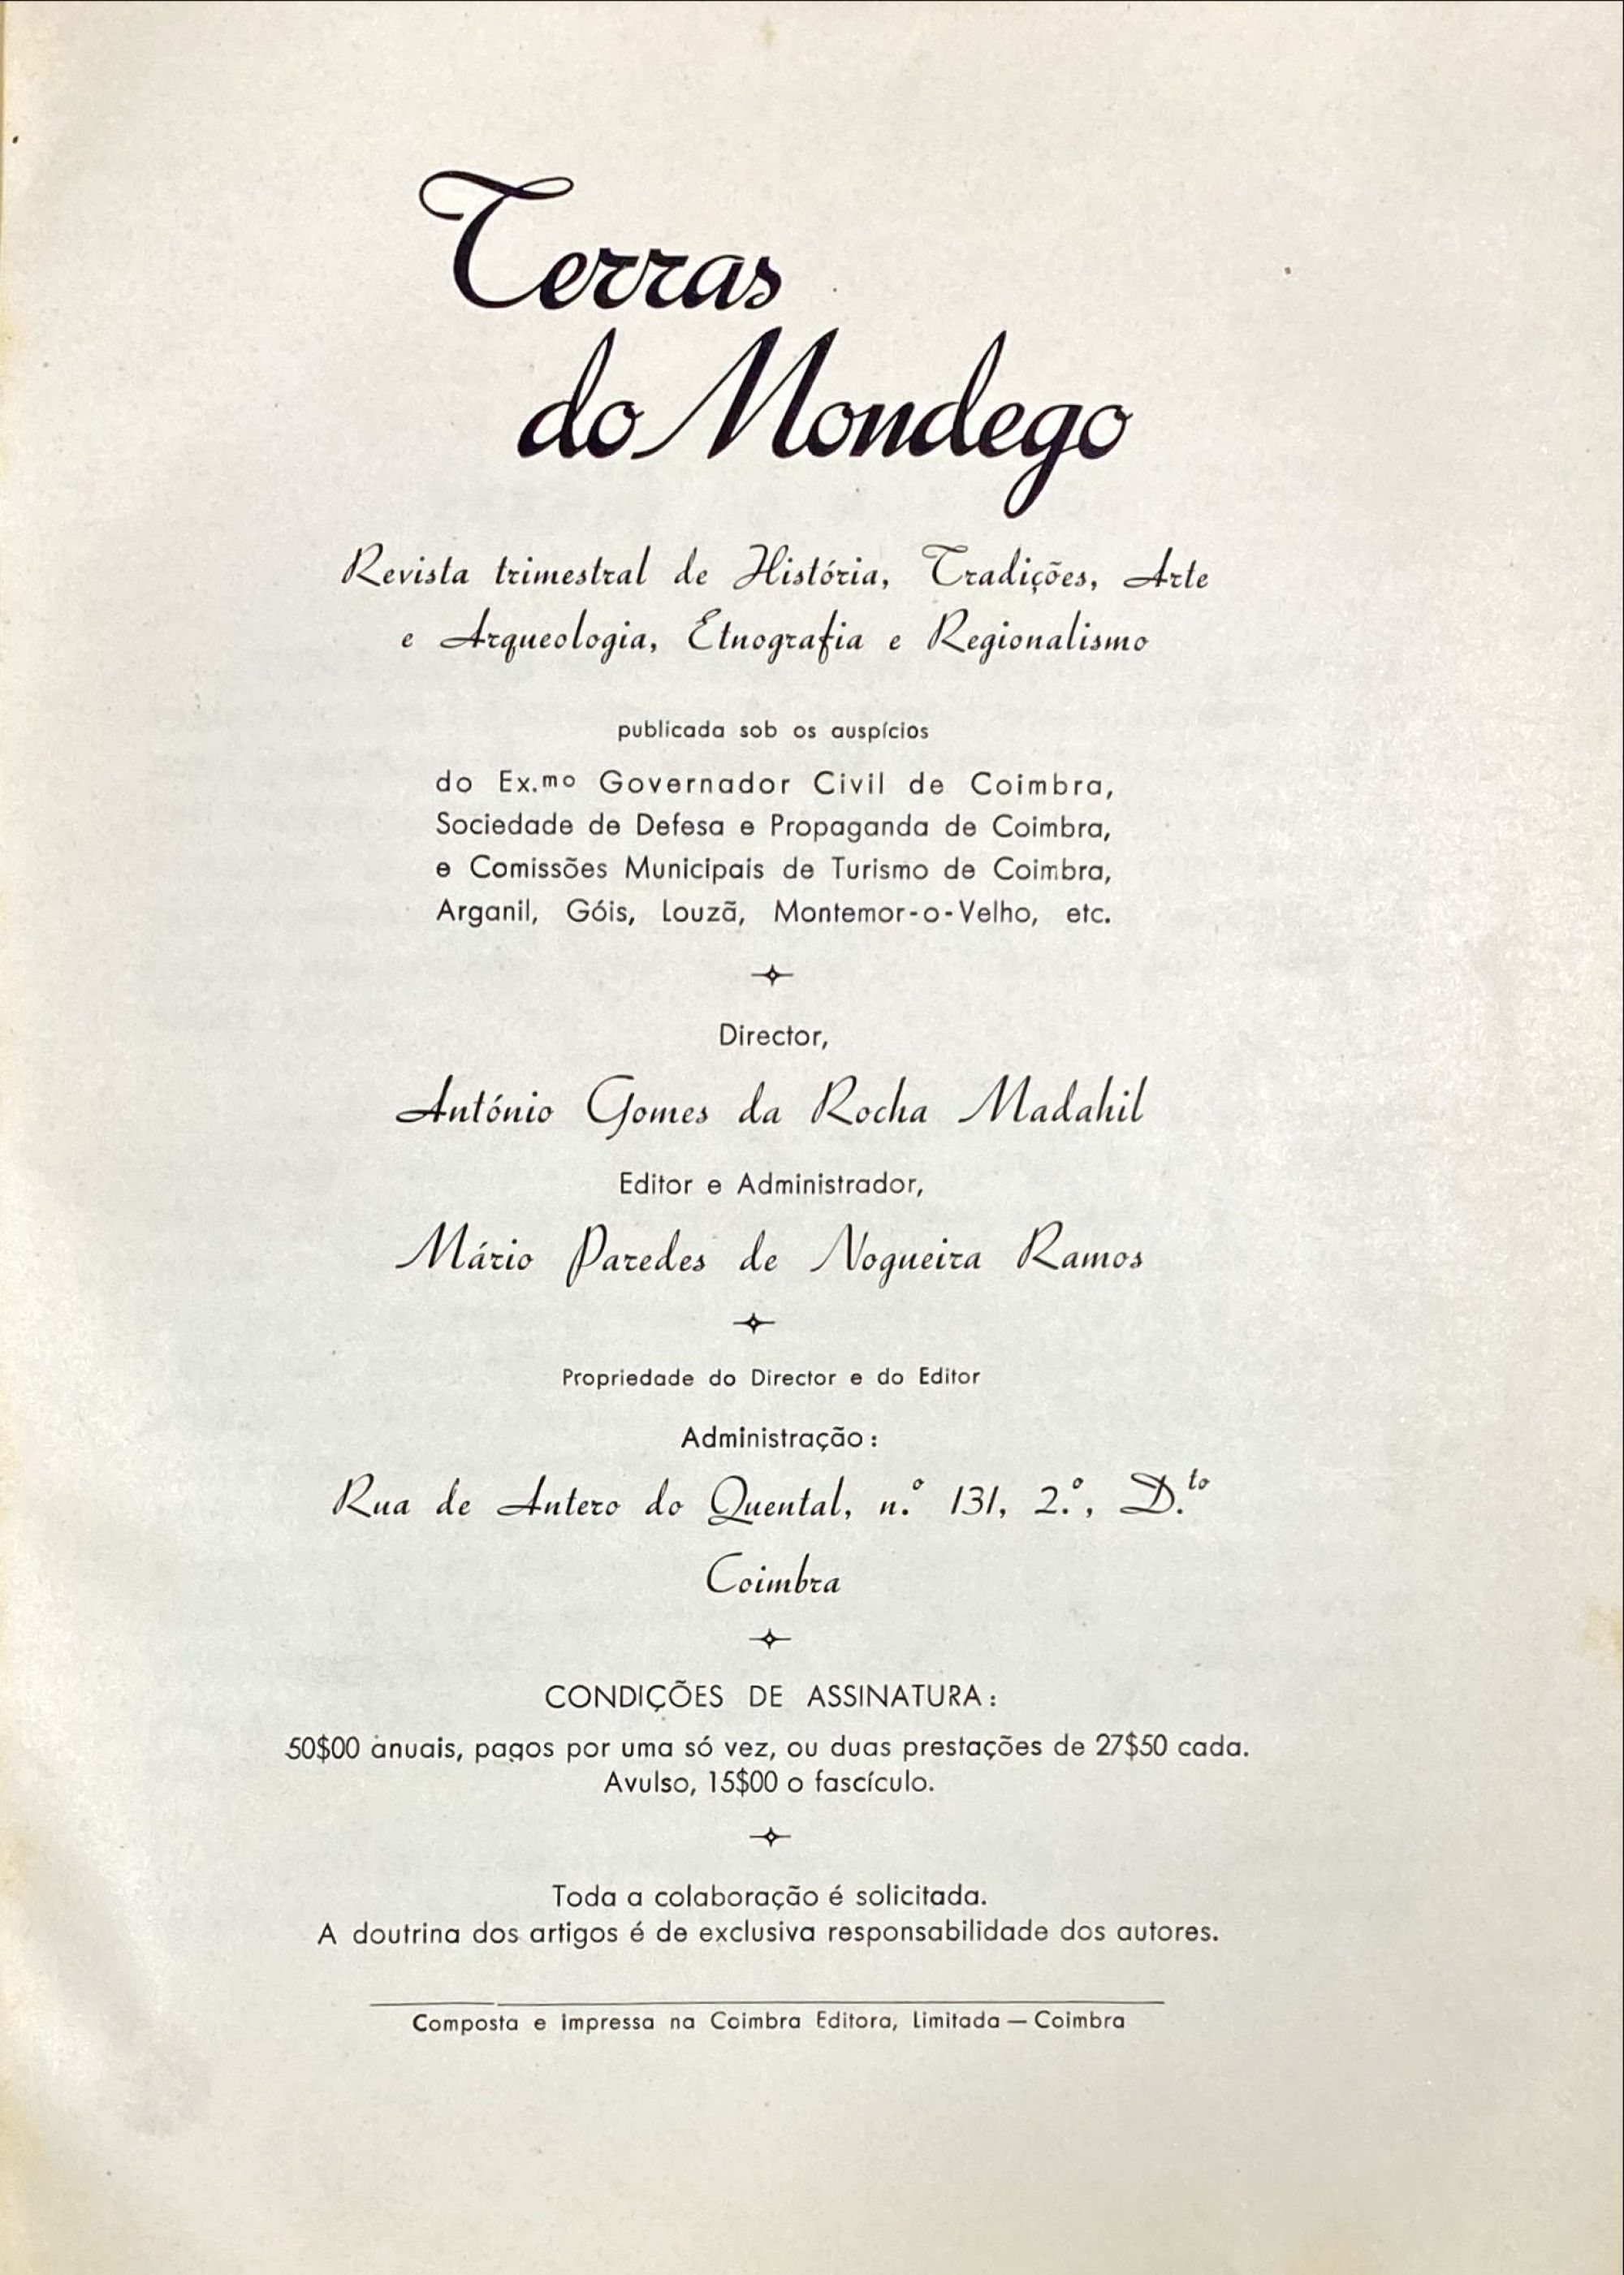 Terras
do Mondego
Revista trimestral de História, Tradições, Arte
e Arqueologia, Etnografia e Regionalismo
publicada sob os auspícios
do Ex.mo Governador Civil de Coimbra,
Sociedade de Defesa e Propaganda de Coimbra,
e Comissões Municipais de Turismo de Coimbra,
Arganil, Góis, Louzã, Montemor-o-Velho, etc.
Director,
António Gomes da Rocha Madahil
Editor e Administrador,
Mário Paredes de Nogueira Ramos
Propriedade do Director e do Editor
Administração:
Rua de Antero do Quental, n.º 131, 2.º, D.to
Coimbra
CONDIÇÕES DE ASSINATURA:
50$00 anuais, pagos por uma só vez, ou duas prestações de 27$50 cada.
Avulso, 15$00 o fascículo.
Toda a colaboração é solicitada.
A doutrina dos artigos é de exclusiva responsabilidade dos autores.
Composta e impressa na Coimbra Editora, Limitada — Coimbra